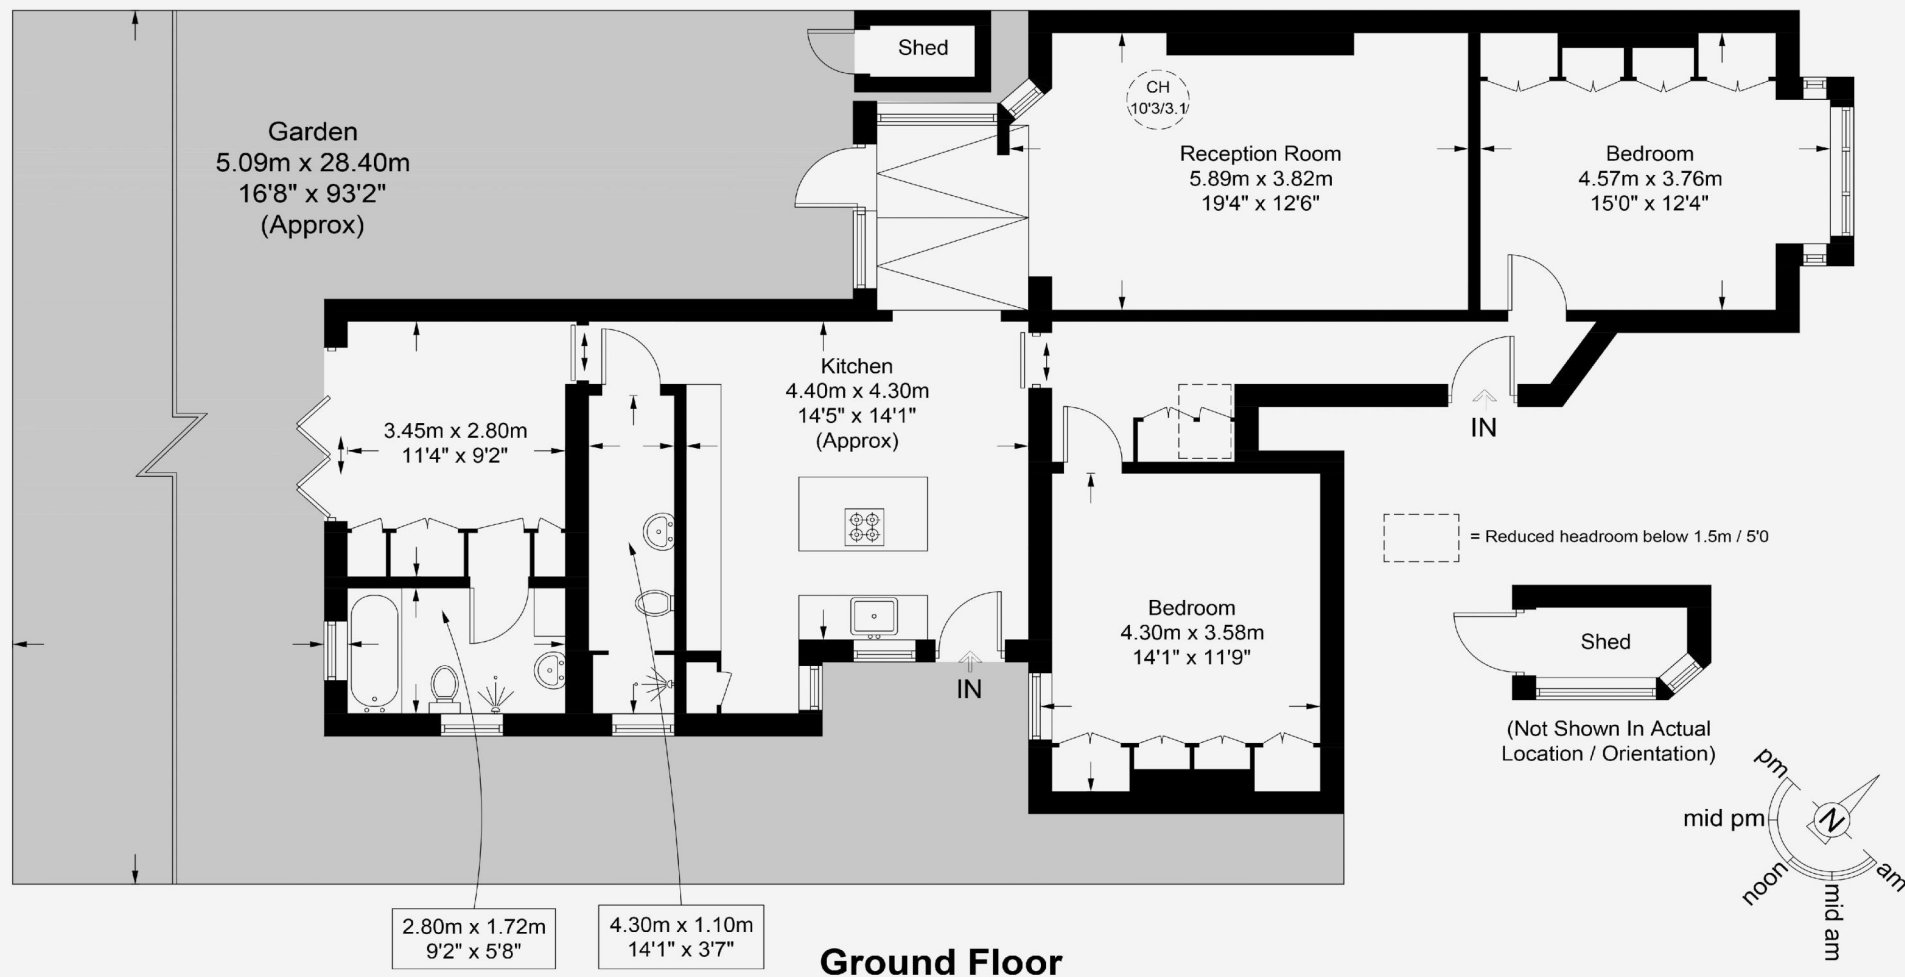 Shed
Garden
5.09m x 28.40m
16'8" x 93'2"
(Approx)
CH
10'3/3.1
Reception Room
5.89m x 3.82m
19'4" x 12'6"
Bedroom
4.57m x 3.76m
15'0" x 12'4"
Kitchen
4.40m x 4.30m
14'5" x 14'1"
(Approx)
3.45m x 2.80m
11'4" x 9'2"
IN
= Reduced headroom below 1.5m / 5'0
Bedroom
4.30m x 3.58m
14'1" x 11'9"
IN
Shed
(Not Shown In Actual
Location / Orientation)
pm
mid pm
N
noon
mid am
am
2.80m x 1.72m
9'2" x 5'8"
4.30m x 1.10m
14'1" x 3'7"
Ground Floor